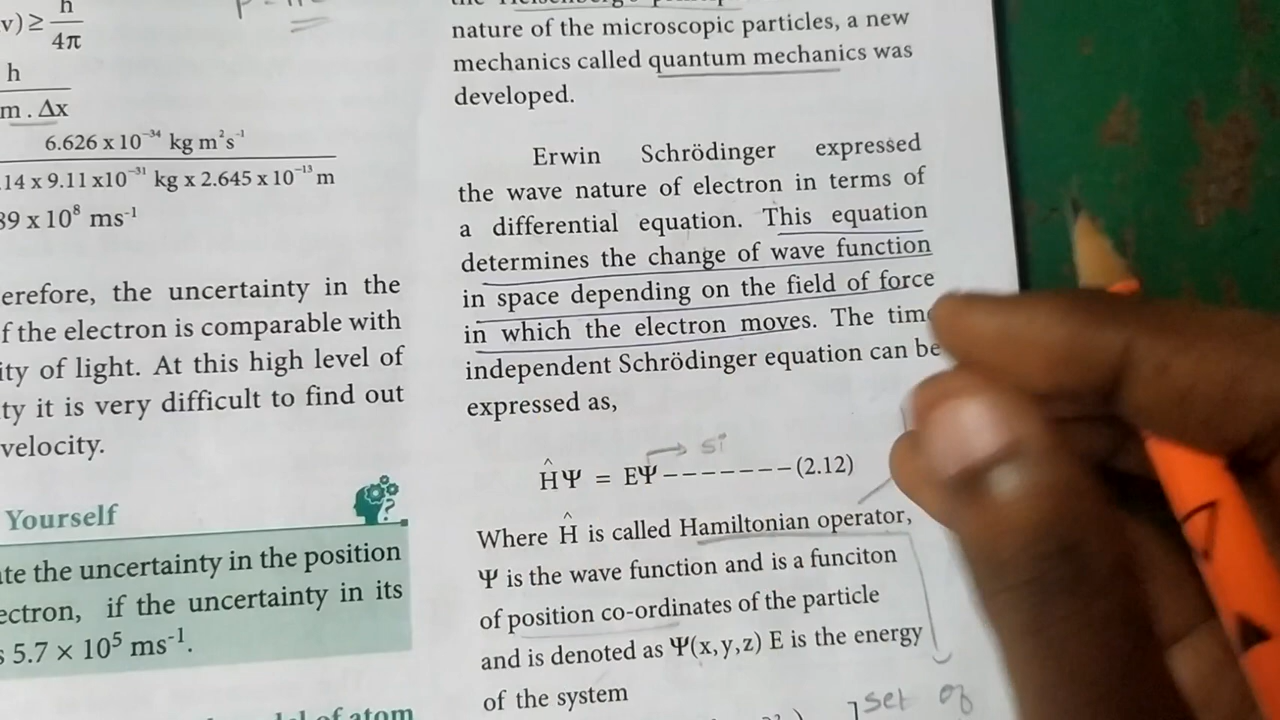 v) ≥ h
4π
h
m . Δx
6.626 x 10⁻³⁴ kg m²s⁻¹
14 x 9.11 x10⁻³¹ kg x 2.645 x 10⁻¹³ m
89 x 10⁸ ms⁻¹
erefore, the uncertainty in the
f the electron is comparable with
ity of light. At this high level of
ty it is very difficult to find out
velocity.
Yourself
te the uncertainty in the position
ectron, if the uncertainty in its
s 5.7 × 10⁵ ms⁻¹.
of atom
nature of the microscopic particles, a new
mechanics called quantum mechanics was
developed.
Erwin Schrödinger expressed
the wave nature of electron in terms of
a differential equation. This equation
determines the change of wave function
in space depending on the field of force
in which the electron moves. The time
independent Schrödinger equation can be
expressed as,
ĤΨ = EΨ-------(2.12)
si
Where Ĥ is called Hamiltonian operator,
Ψ is the wave function and is a funciton
of position co-ordinates of the particle
and is denoted as Ψ(x,y,z) E is the energy
of the system
set of